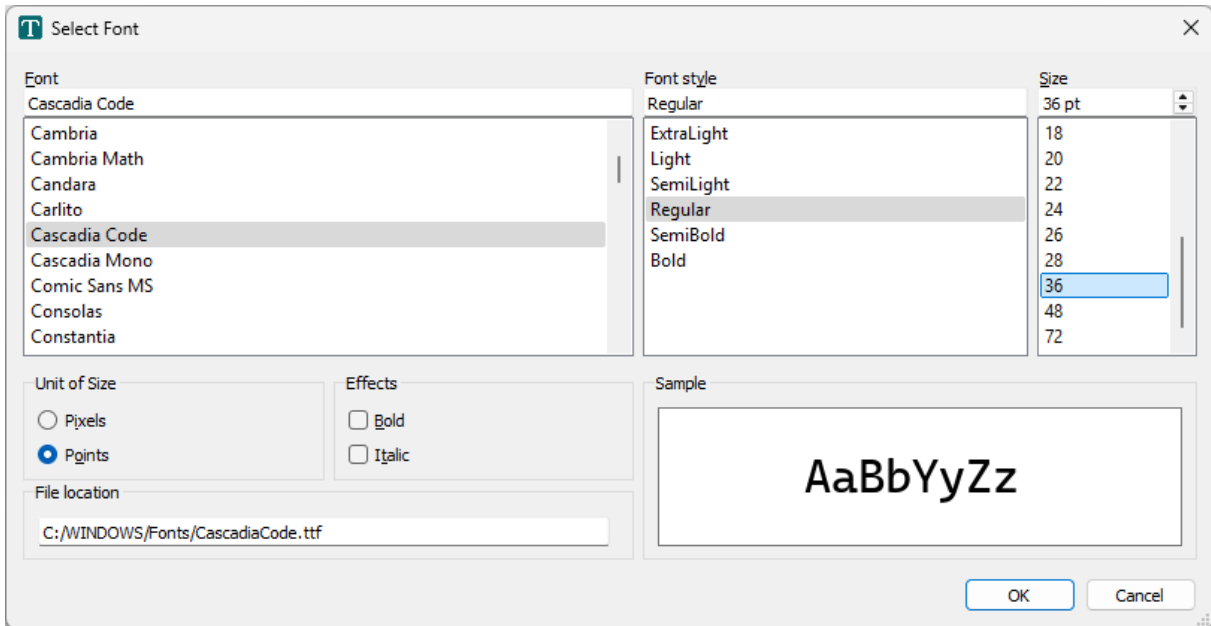 T Select Font
Font
Cascadia Code
Cambria
Cambria Math
Candara
Carlito
Cascadia Code
Cascadia Mono
Comic Sans MS
Consolas
Constantia
Font style
Regular
ExtraLight
Light
SemiLight
Regular
SemiBold
Bold
Size
36 pt
18
20
22
24
26
28
36
48
72
Unit of Size
Pixels
Points
Effects
Bold
Italic
File location
C:/WINDOWS/Fonts/CascadiaCode.ttf
Sample
AaBbYyZz
OK
Cancel